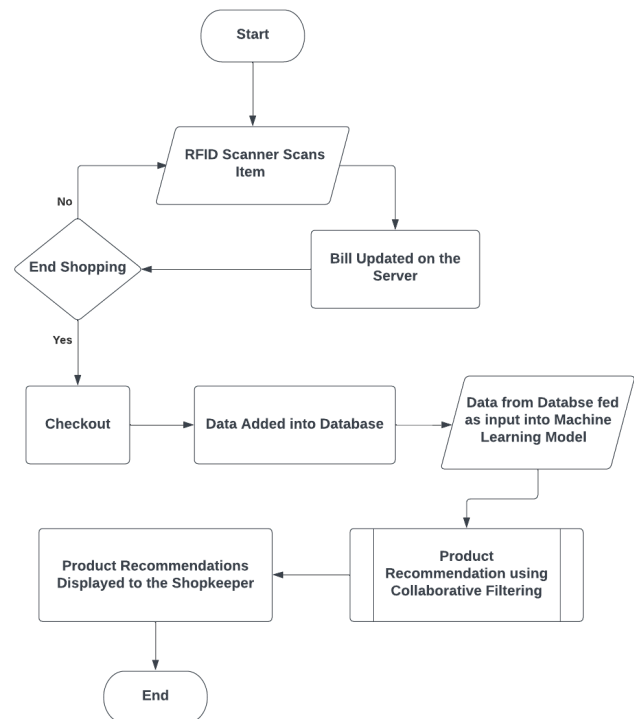 Start
RFID Scanner Scans
Item
No
End Shopping
Bill Updated on the
Server
Yes
Checkout
Data Added into Database
Data from Databse fed
as input into Machine
Learning Model
Product
Recommendation using
Collaborative Filtering
Product Recommendations
Displayed to the Shopkeeper
End